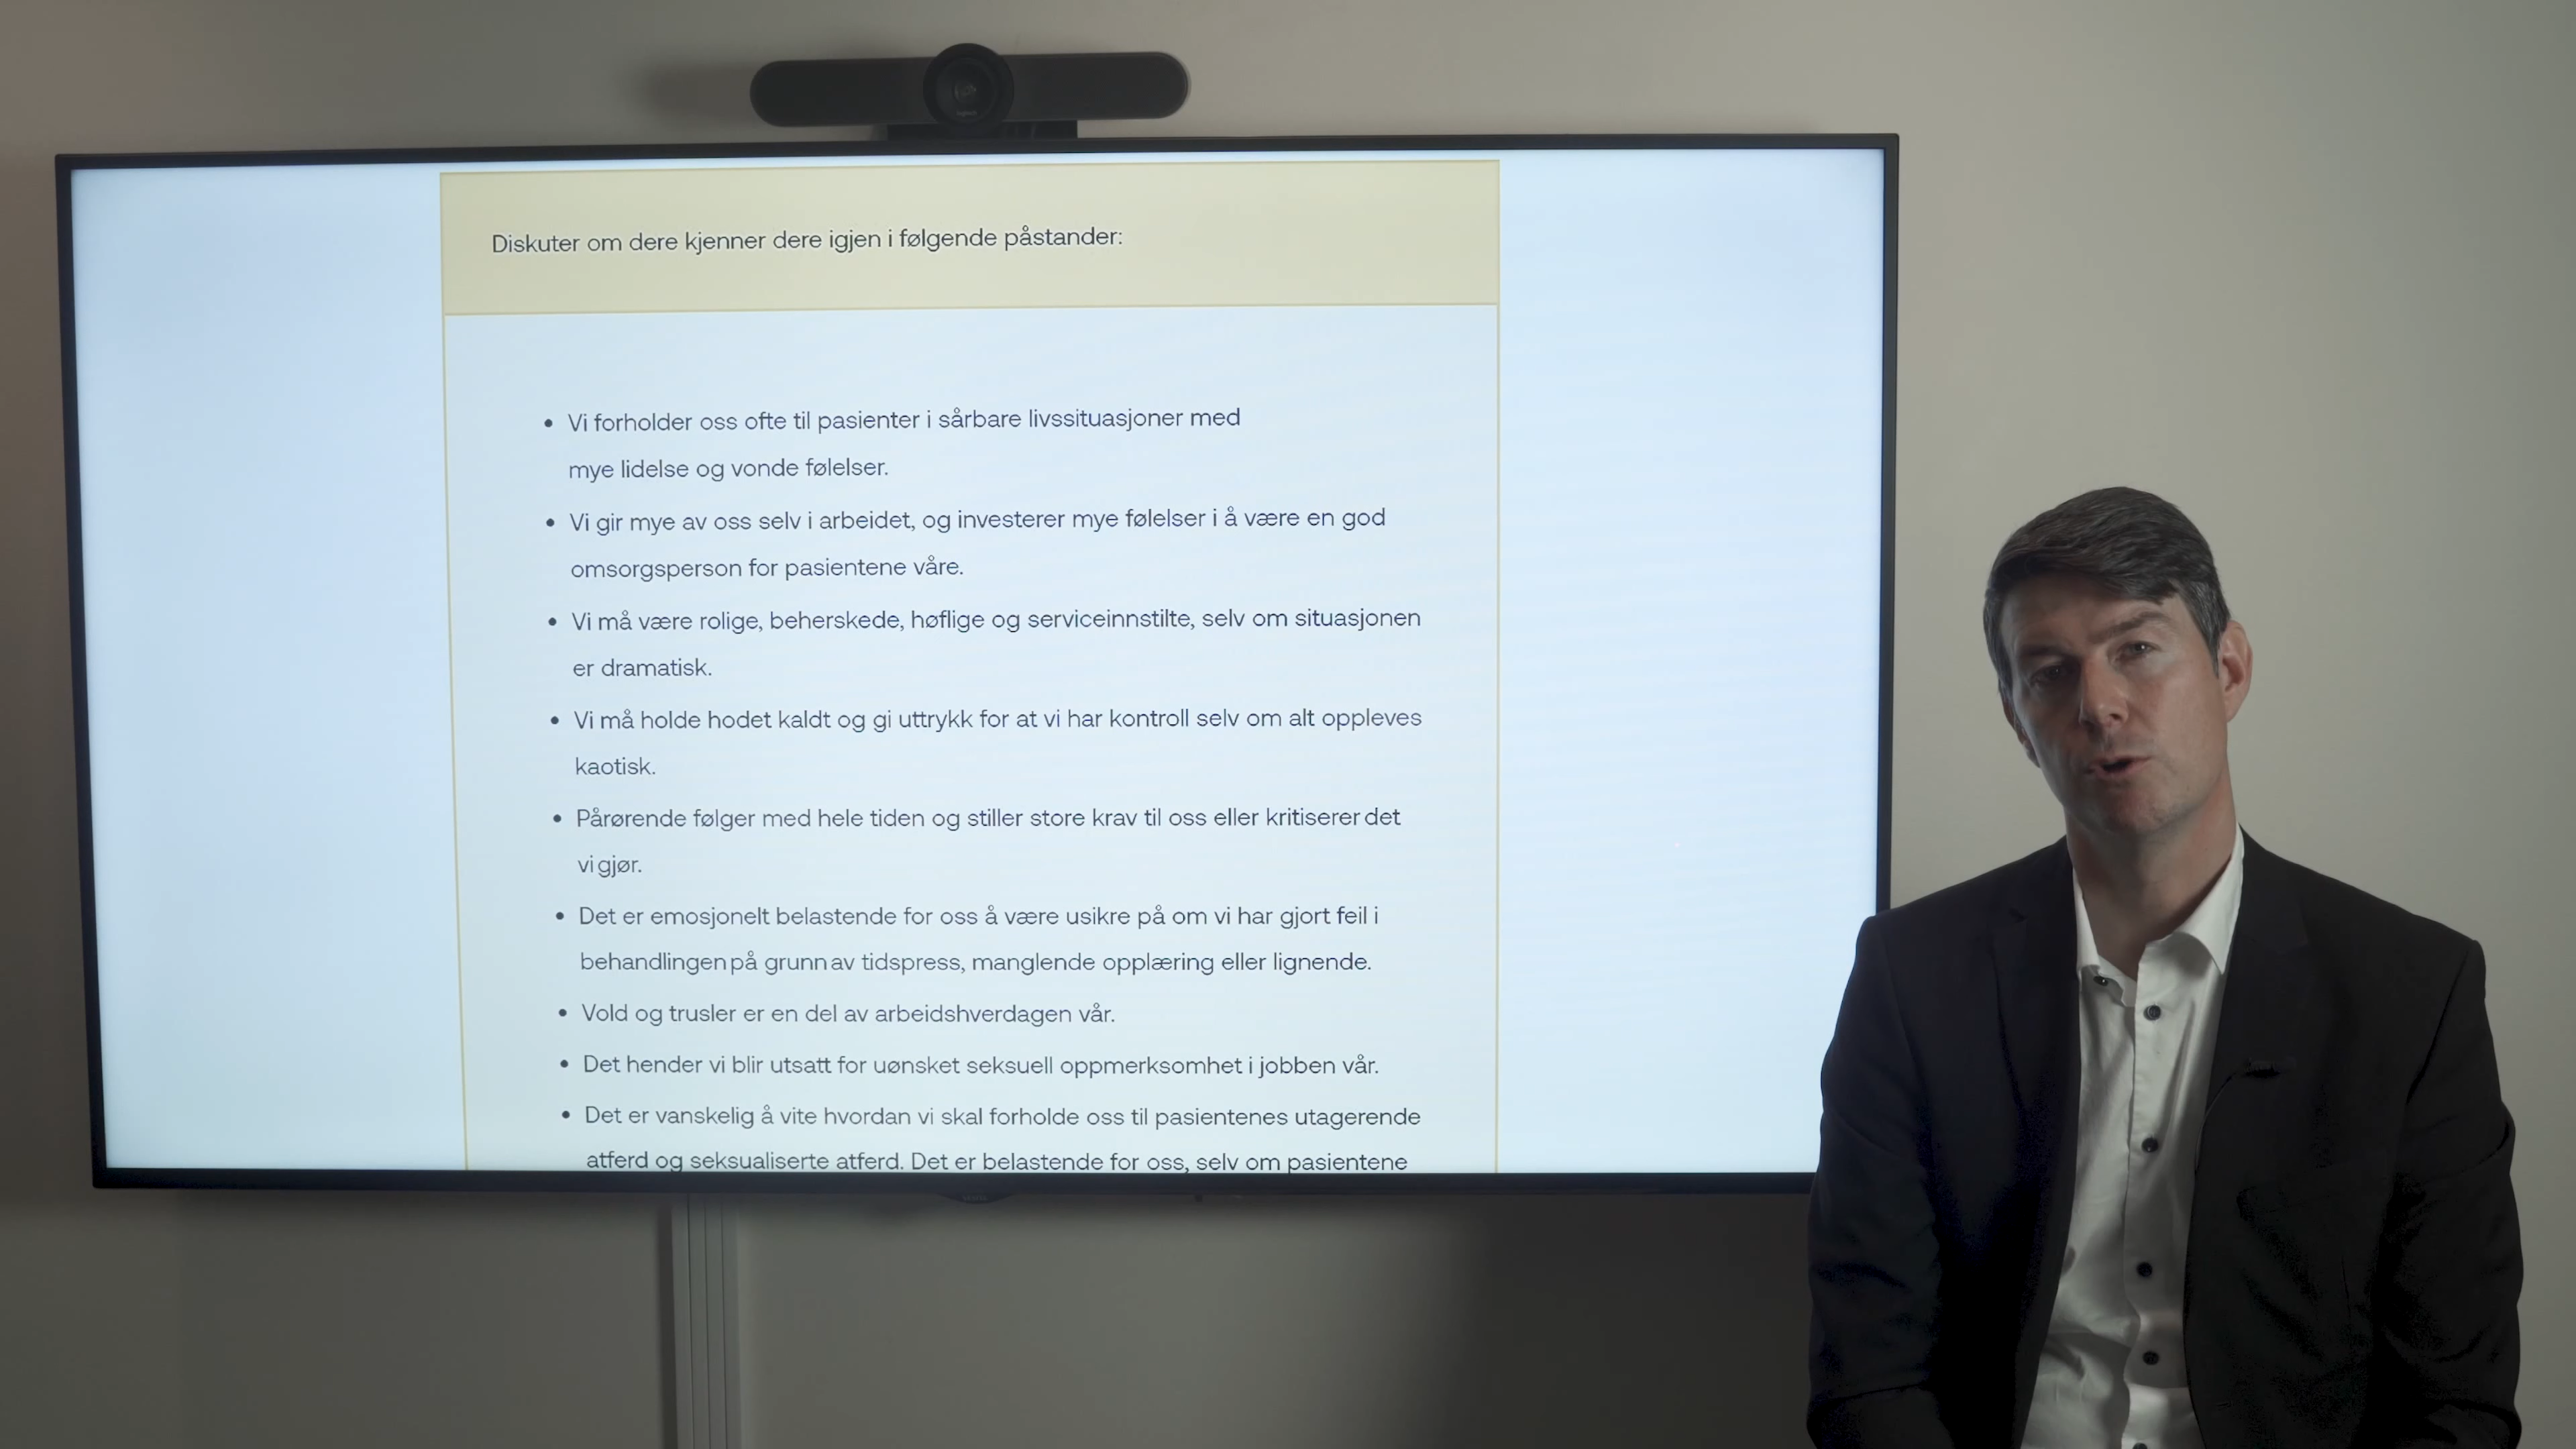 Diskuter om dere kjenner dere igjen i følgende påstander:
• Vi forholder oss ofte til pasienter i sårbare livssituasjoner med
mye lidelse og vonde følelser.
• Vi gir mye av oss selv i arbeidet, og investerer mye følelser i å være en god
omsorgsperson for pasientene våre.
• Vi må være rolige, beherskede, høflige og serviceinnstilte, selv om situasjonen
er dramatisk.
• Vi må holde hodet kaldt og gi uttrykk for at vi har kontroll selv om alt oppleves
kaotisk.
• Pårørende følger med hele tiden og stiller store krav til oss eller kritiserer det
vi gjør.
• Det er emosjonelt belastende for oss å være usikre på om vi har gjort feil i
behandlingen på grunn av tidspress, manglende opplæring eller lignende.
• Vold og trusler er en del av arbeidshverdagen vår.
• Det hender vi blir utsatt for uønsket seksuell oppmerksomhet i jobben vår.
• Det er vanskelig å vite hvordan vi skal forholde oss til pasientenes utagerende
atferd og seksualiserte atferd. Det er belastende for oss, selv om pasientene